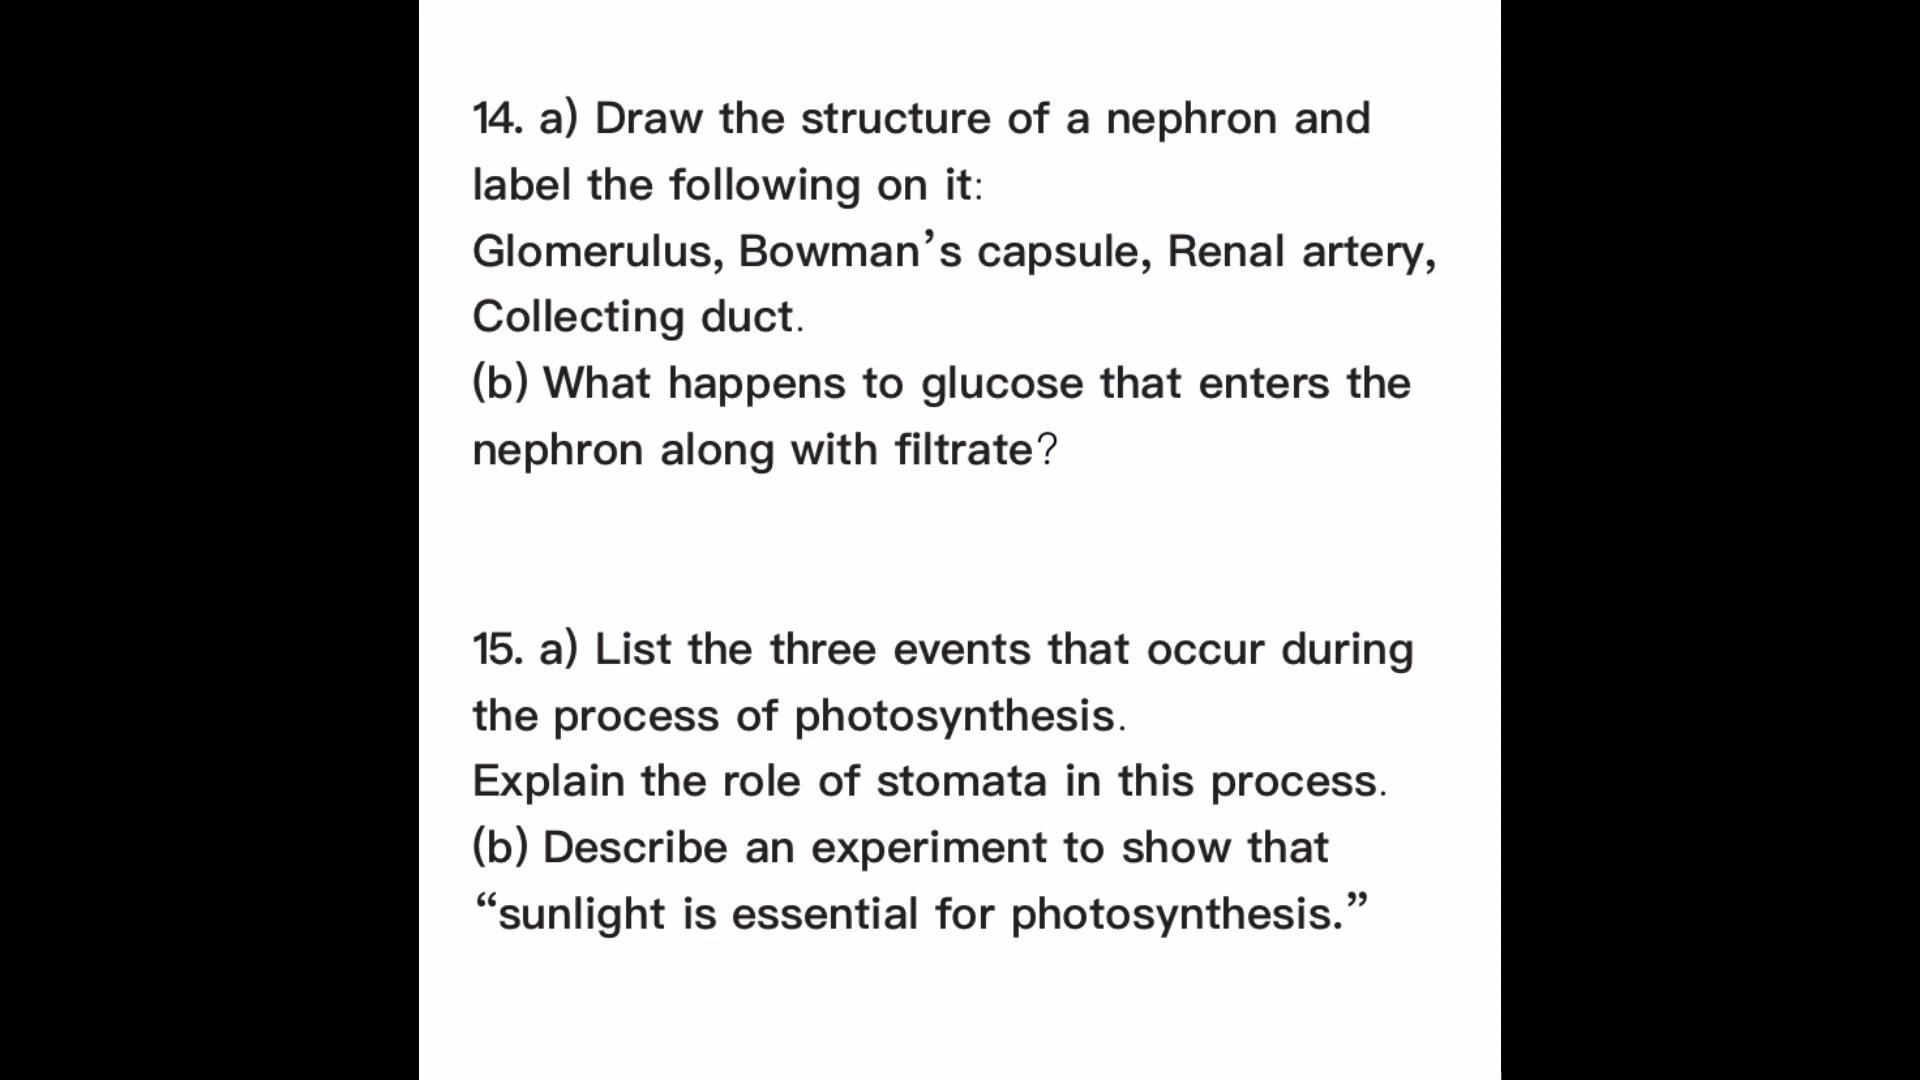 14. a) Draw the structure of a nephron and
label the following on it:
Glomerulus, Bowman’s capsule, Renal artery,
Collecting duct.
(b) What happens to glucose that enters the
nephron along with filtrate?
15. a) List the three events that occur during
the process of photosynthesis.
Explain the role of stomata in this process.
(b) Describe an experiment to show that
“sunlight is essential for photosynthesis.”